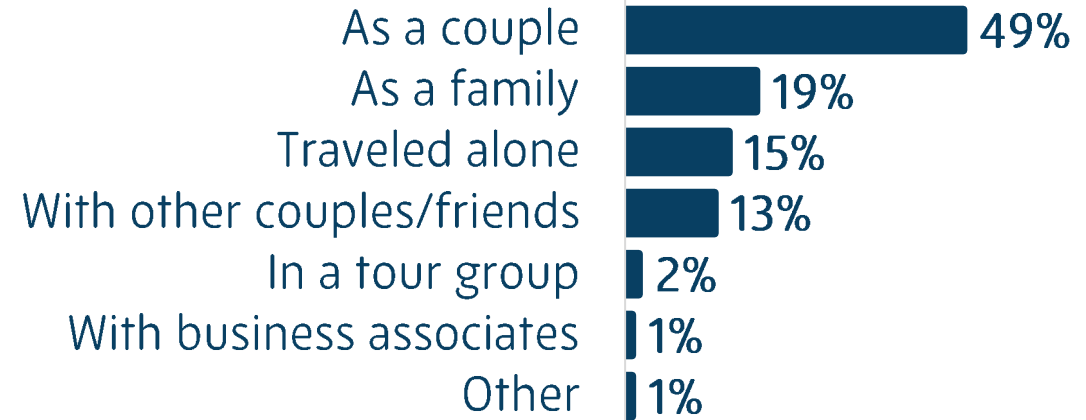 As a couple 49%
As a family 19%
Traveled alone 15%
With other couples/friends 13%
In a tour group 2%
With business associates 1%
Other 1%